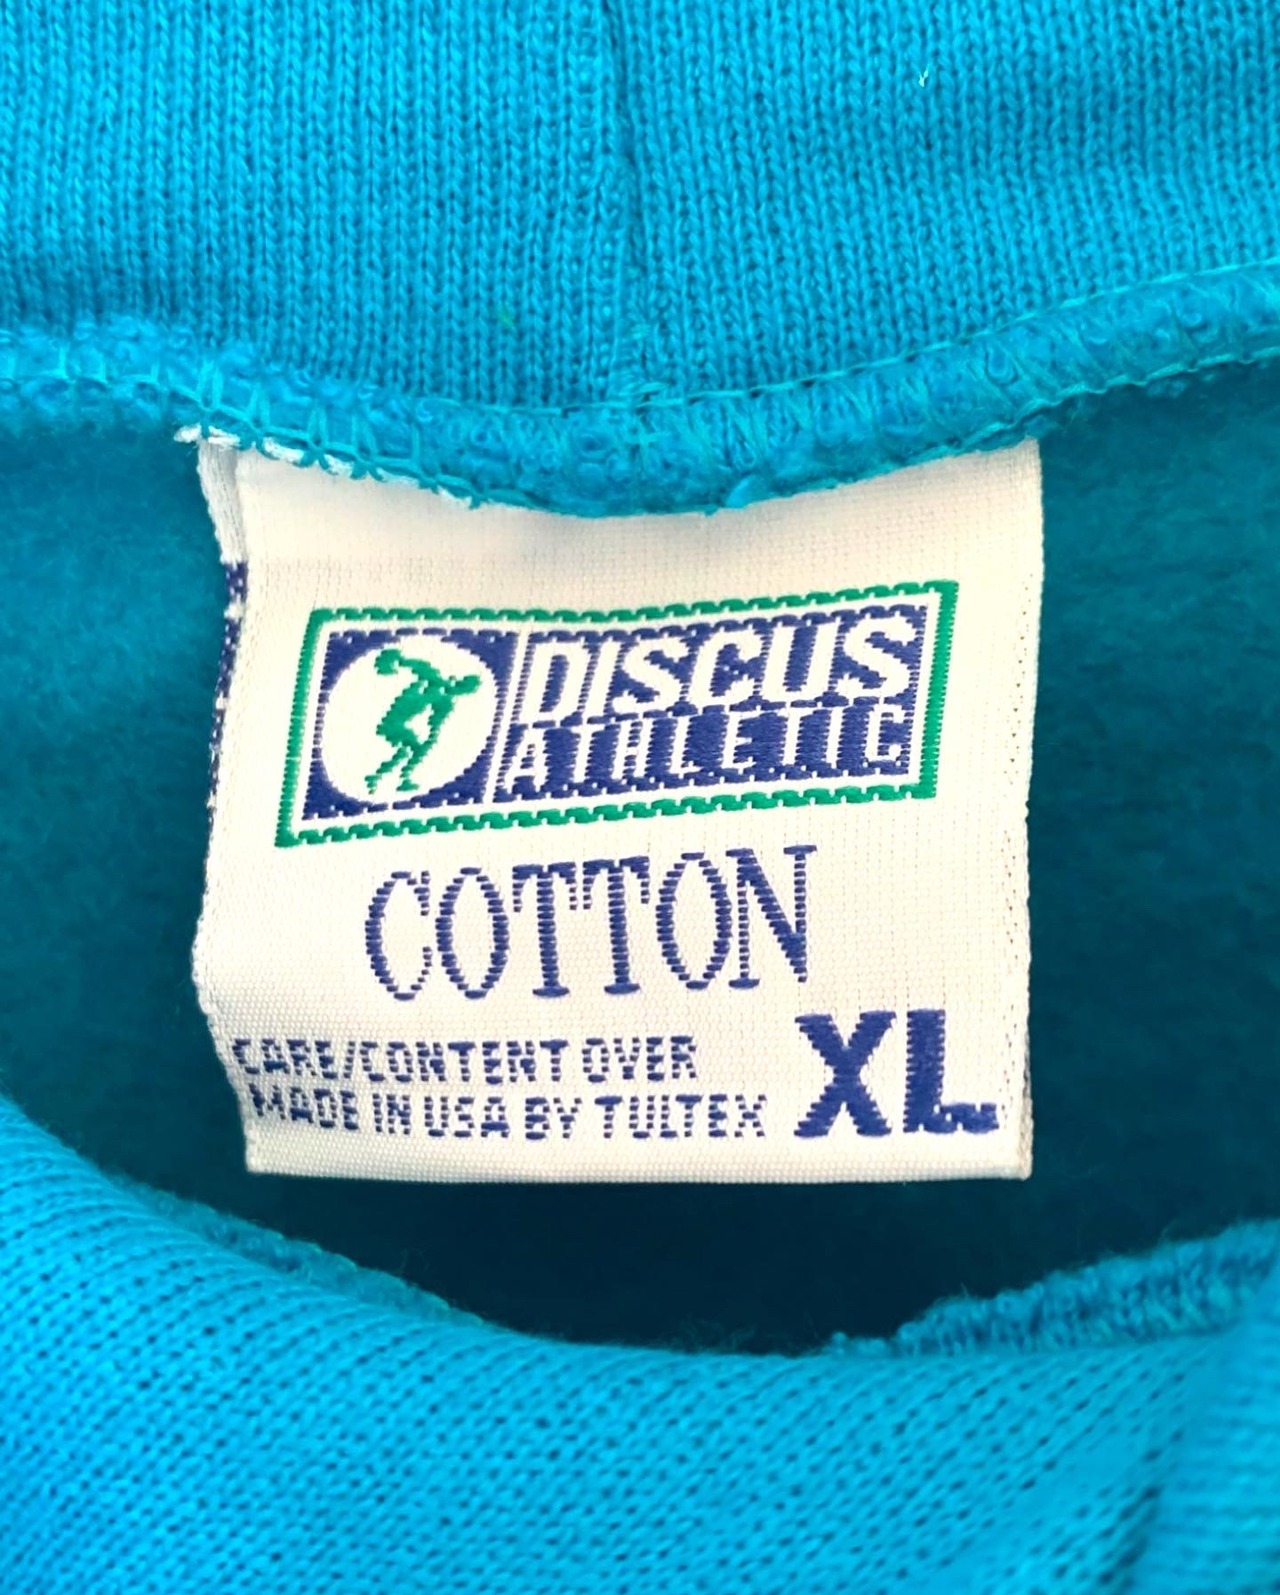 DISCUS
ATHLETIC
COTTON
CARE/CONTENT OVER
MADE IN USA BY TULTEX
XL